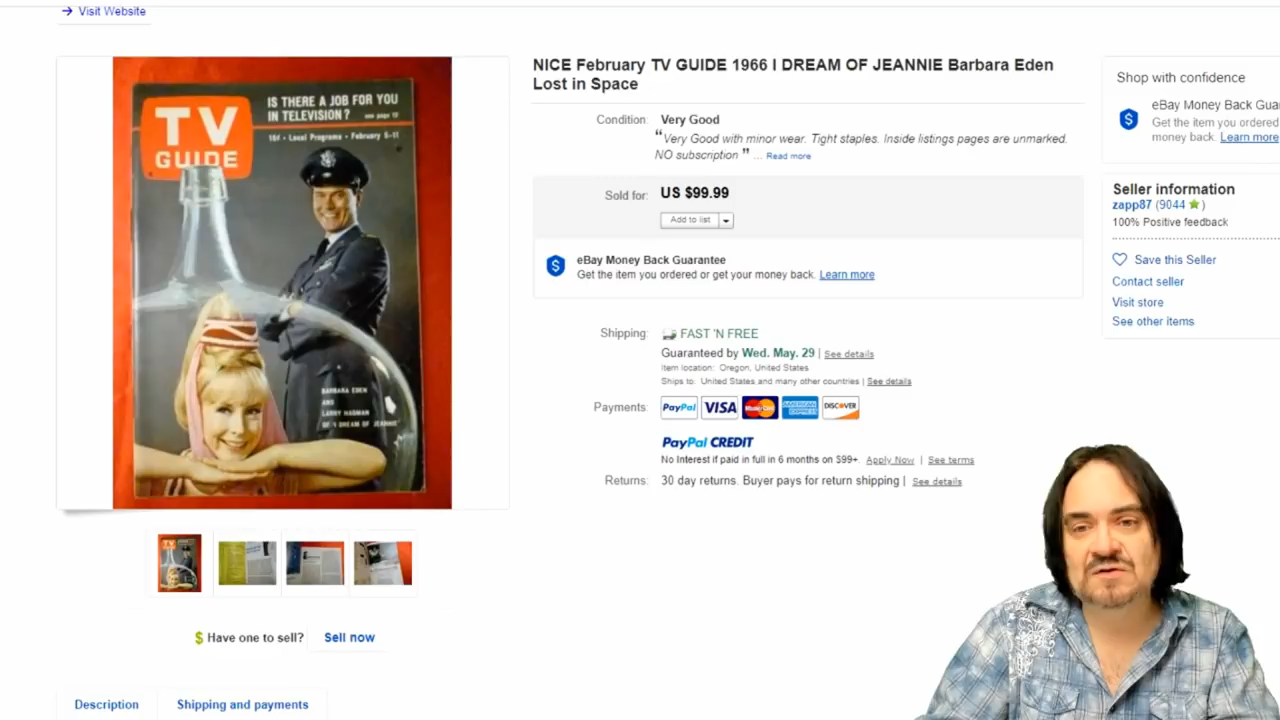 Visit Website
TV
GUIDE
IS THERE A JOB FOR YOU
IN TELEVISION?
15¢ • Local Programs • February 5-11
BARBARA EDEN
AND
LARRY HAGMAN
OF 'I DREAM OF JEANNIE'
$ Have one to sell? Sell now
Description Shipping and payments
NICE February TV GUIDE 1966 I DREAM OF JEANNIE Barbara Eden
Lost in Space
Condition: Very Good
"Very Good with minor wear. Tight staples. Inside listings pages are unmarked.
NO subscription " ... Read more
Sold for: US $99.99
Add to list
eBay Money Back Guarantee
Get the item you ordered or get your money back. Learn more
Shipping: FAST 'N FREE
Guaranteed by Wed. May. 29 | See details
Item location: Oregon, United States
Ships to: United States and many other countries | See details
Payments: PayPal VISA MasterCard AMERICAN EXPRESS DISCOVER
PayPal CREDIT
No Interest if paid in full in 6 months on $99+. Apply Now | See terms
Returns: 30 day returns. Buyer pays for return shipping | See details
Shop with confidence
$ eBay Money Back Gua
Get the item you ordered
money back. Learn more
Seller information
zapp87 (9044 )
100% Positive feedback
Save this Seller
Contact seller
Visit store
See other items